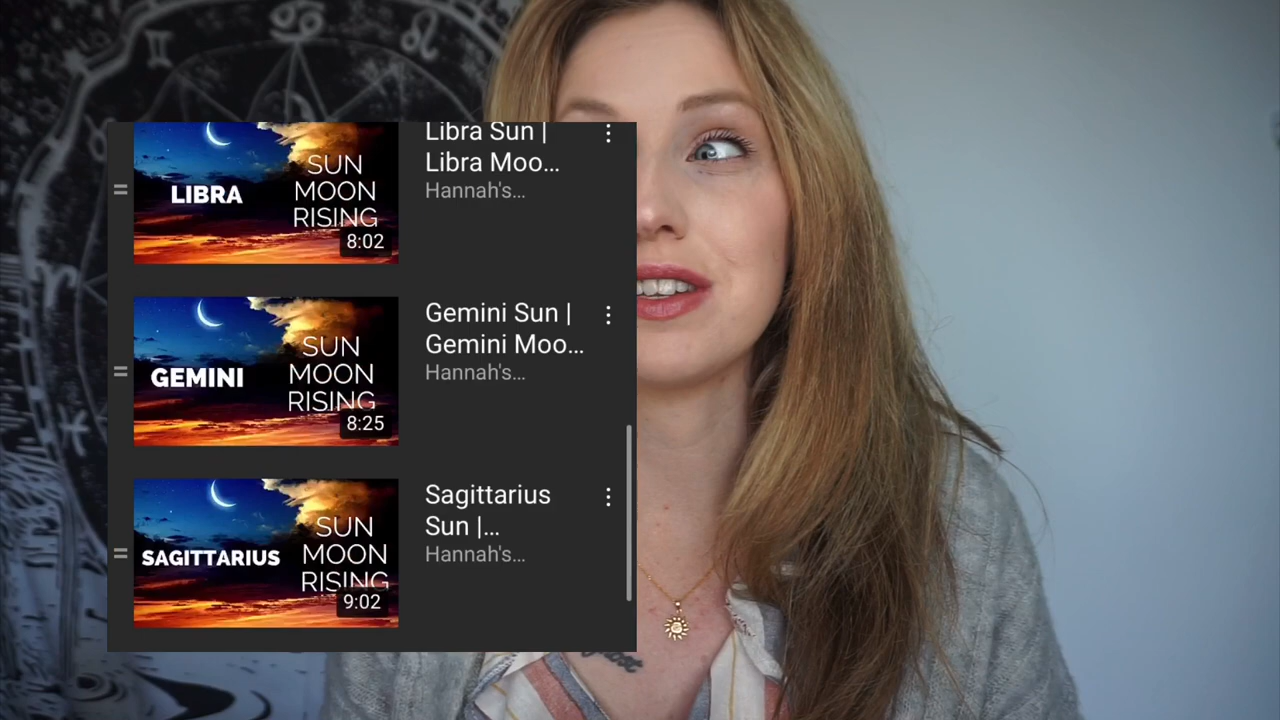 LIBRA
SUN
MOON
RISING
8:02
Libra Sun |
Libra Moo...
Hannah's...
GEMINI
SUN
MOON
RISING
8:25
Gemini Sun |
Gemini Moo...
Hannah's...
SAGITTARIUS
SUN
MOON
RISING
9:02
Sagittarius
Sun |...
Hannah's...